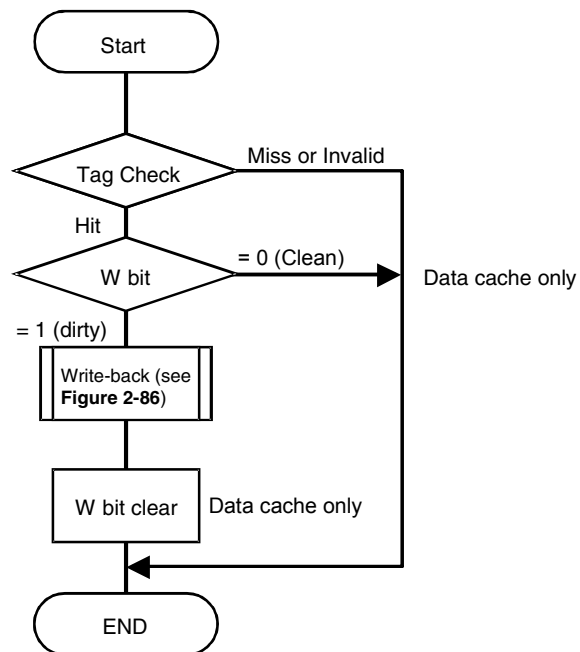 Start
Miss or Invalid
Tag Check
Hit
= 0 (Clean)
W bit
Data cache only
= 1 (dirty)
Write-back (see
Figure 2-86)
W bit clear
Data cache only
END